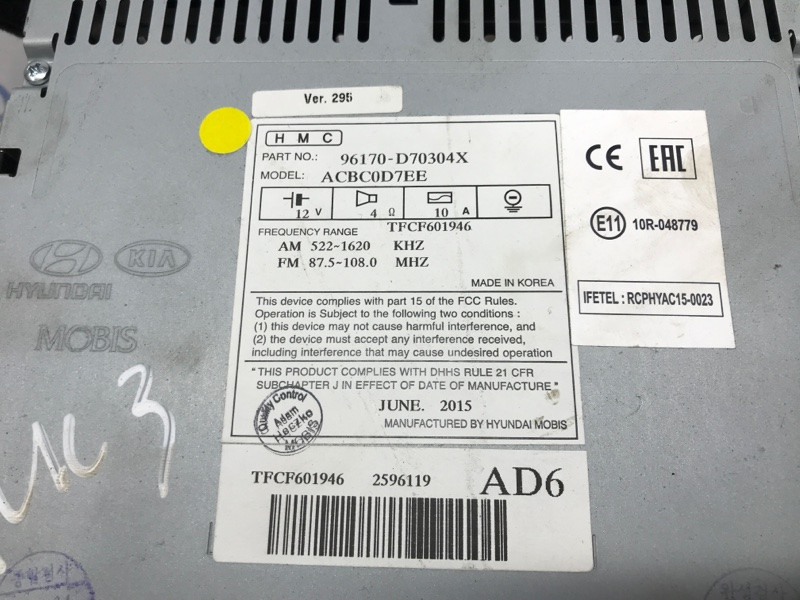 Ver. 295
H M C
PART NO.: 96170-D70304X
MODEL: ACBC0D7EE
12 V 4 Ω 10 A
TFCF601946
FREQUENCY RANGE
AM 522~1620 KHZ
FM 87.5~108.0 MHZ
MADE IN KOREA
This device complies with part 15 of the FCC Rules.
Operation is Subject to the following two conditions :
(1) this device may not cause harmful interference, and
(2) the device must accept any interference received,
including interference that may cause undesired operation
"THIS PRODUCT COMPLIES WITH DHHS RULE 21 CFR
SUBCHAPTER J IN EFFECT OF DATE OF MANUFACTURE"
JUNE. 2015
MANUFACTURED BY HYUNDAI MOBIS
Quality Control
Adam
MOBIS
TFCF601946 2596119 AD6
CE EAC
E11 10R-048779
IFETEL : RCPHYAC15-0023
KIA
HYUNDAI
MOBIS
3